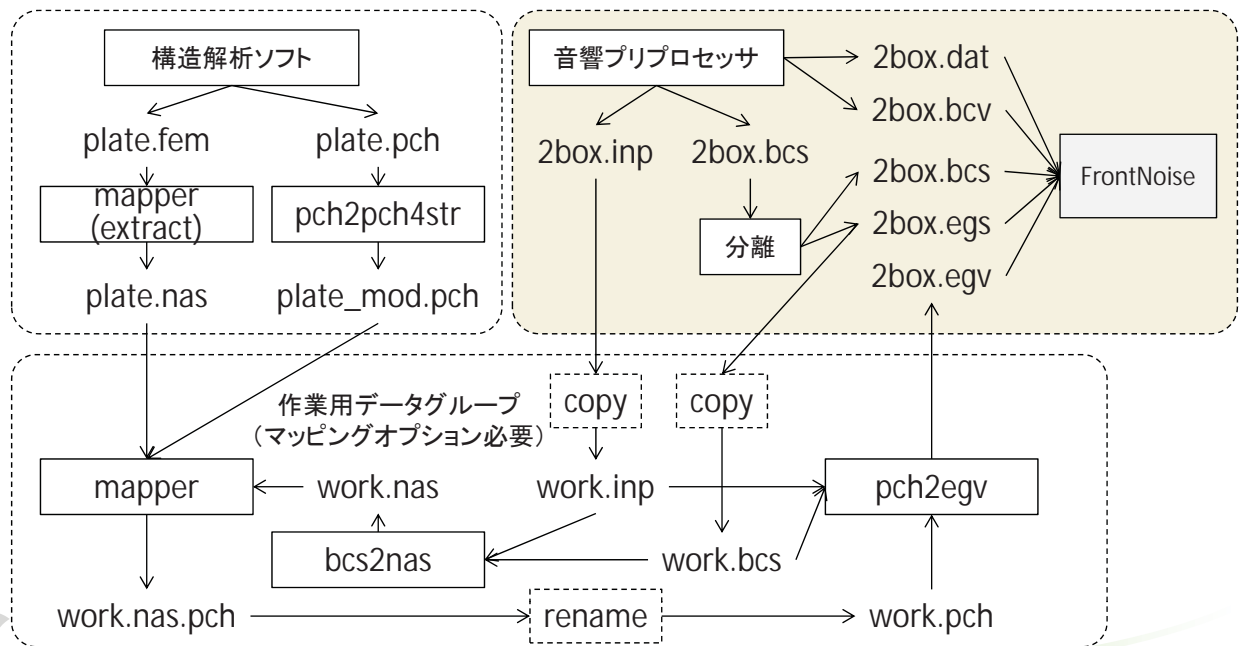 構造解析ソフト
plate.fem
plate.pch
mapper
(extract)
pch2pch4str
plate.nas
plate_mod.pch
音響プリプロセッサ
2box.inp
2box.bcs
分離
2box.dat
2box.bcv
2box.bcs
2box.egs
2box.egv
FrontNoise
作業用データグループ
（マッピングオプション必要）
copy
copy
mapper
work.nas
work.inp
pch2egv
bcs2nas
work.bcs
work.nas.pch
rename
work.pch